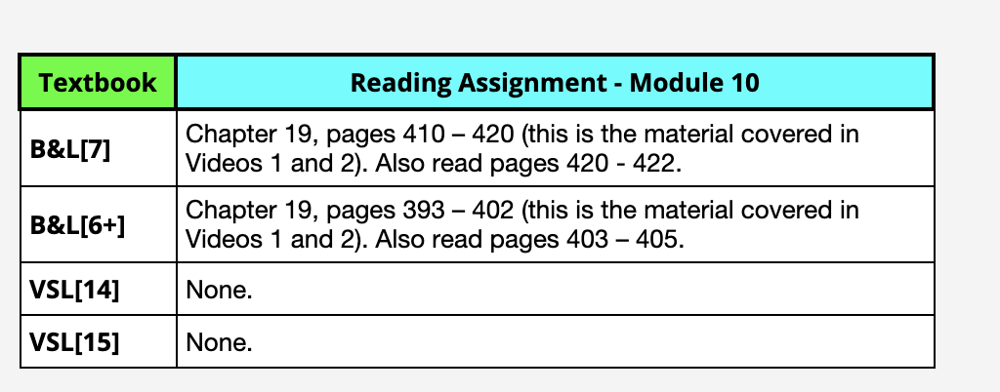 Textbook Reading Assignment - Module 10
B&L[7] Chapter 19, pages 410 – 420 (this is the material covered in
Videos 1 and 2). Also read pages 420 - 422.
B&L[6+] Chapter 19, pages 393 – 402 (this is the material covered in
Videos 1 and 2). Also read pages 403 – 405.
VSL[14] None.
VSL[15] None.